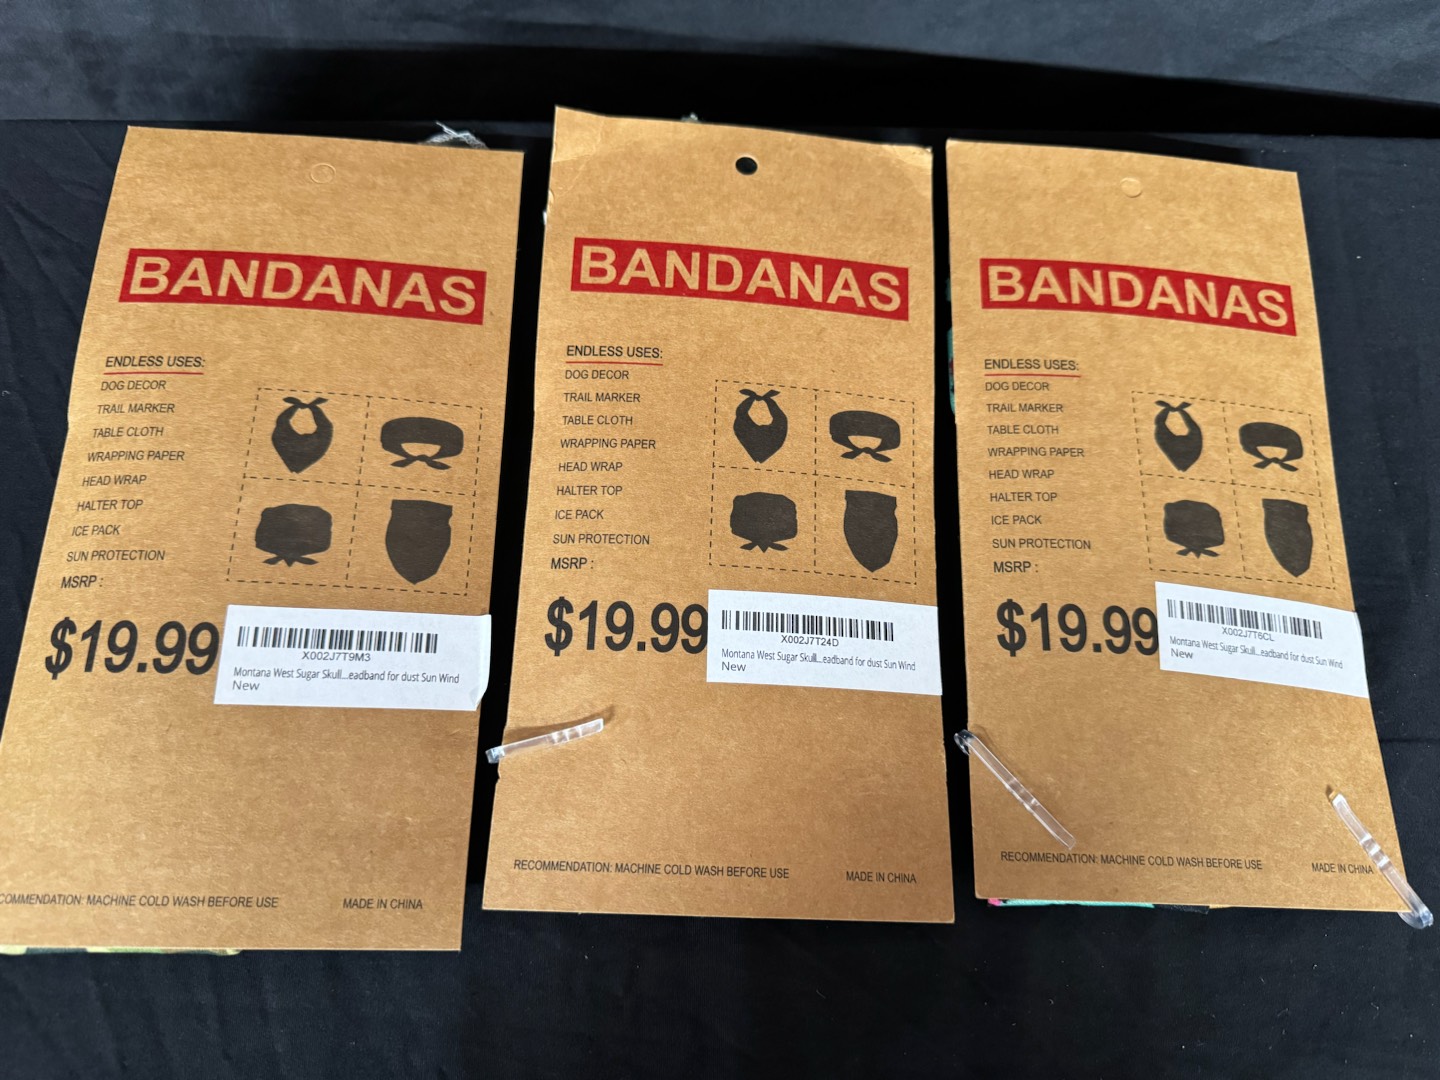 BANDANAS
ENDLESS USES:
DOG DECOR
TRAIL MARKER
TABLE CLOTH
WRAPPING PAPER
HEAD WRAP
HALTER TOP
ICE PACK
SUN PROTECTION
MSRP :
$19.99
X002J7T9M3
Montana West Sugar Skull...eadband for dust Sun Wind
New
COMMENDATION: MACHINE COLD WASH BEFORE USE
MADE IN CHINA
BANDANAS
ENDLESS USES:
DOG DECOR
TRAIL MARKER
TABLE CLOTH
WRAPPING PAPER
HEAD WRAP
HALTER TOP
ICE PACK
SUN PROTECTION
MSRP :
$19.99
X002J7T24D
Montana West Sugar Skull...eadband for dust Sun Wind
New
RECOMMENDATION: MACHINE COLD WASH BEFORE USE
MADE IN CHINA
BANDANAS
ENDLESS USES:
DOG DECOR
TRAIL MARKER
TABLE CLOTH
WRAPPING PAPER
HEAD WRAP
HALTER TOP
ICE PACK
SUN PROTECTION
MSRP :
$19.99
X002J7T6CL
Montana West Sugar Skull...eadband for dust Sun Wind
New
RECOMMENDATION: MACHINE COLD WASH BEFORE USE
MADE IN CHINA